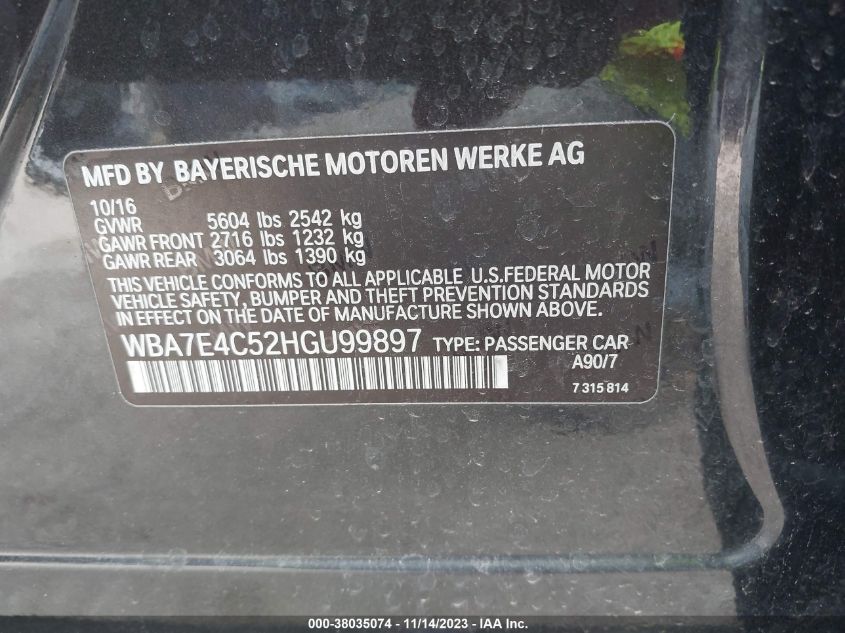 MFD BY BAYERISCHE MOTOREN WERKE AG
10/16
GVWR 5604 lbs 2542 kg
GAWR FRONT 2716 lbs 1232 kg
GAWR REAR 3064 lbs 1390 kg
THIS VEHICLE CONFORMS TO ALL APPLICABLE U.S.FEDERAL MOTOR
VEHICLE SAFETY, BUMPER AND THEFT PREVENTION STANDARDS
IN EFFECT ON THE DATE OF MANUFACTURE SHOWN ABOVE.
WBA7E4C52HGU99897 TYPE: PASSENGER CAR
A90/7
7 315 814
000-38035074 — 11/14/2023 — IAA Inc.